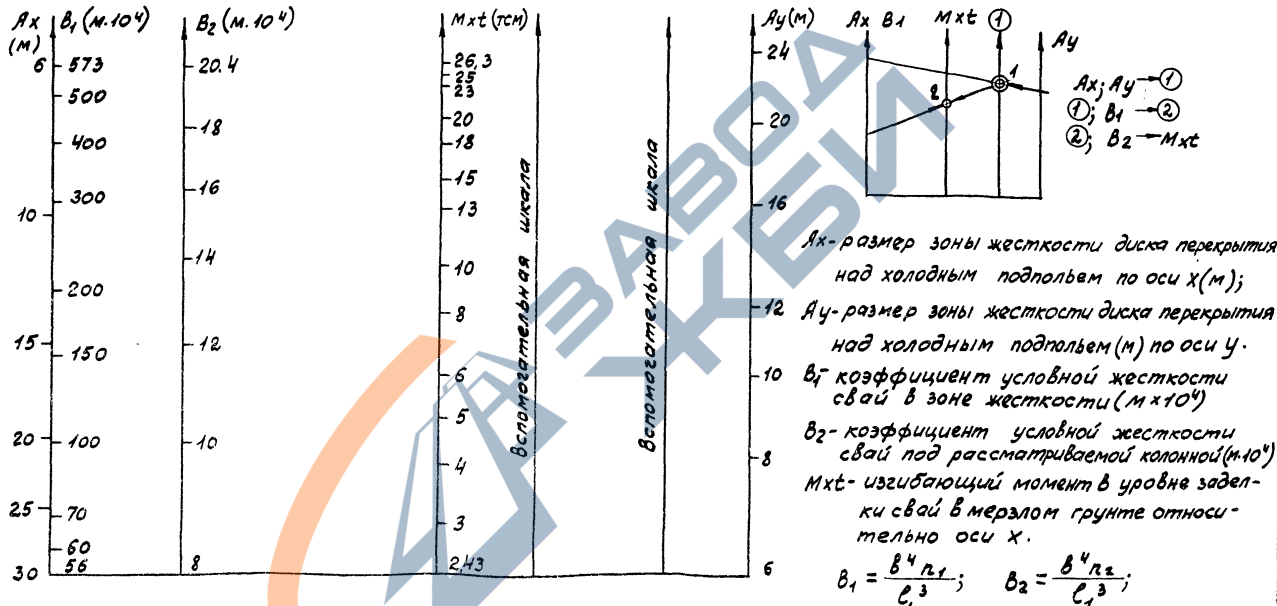 Ax (м)
B₁ (м·10⁴)
B₂ (м·10⁴)
Mxt (тсм)
Ay (м)
6
10
15
20
25
30
573
500
400
300
200
150
100
70
60
56
20.4
18
16
14
12
10
8
26,3
25
23
20
18
15
13
10
8
6
5
4
3
2,43
Вспомогательная шкала
Вспомогательная шкала
24
20
16
12
10
8
6
ЗАВОД
ЖБИ
Ax B1 Mxt ① Ay
1
2
Ax; Ay → ①
①; B₁ → ②
②; B₂ → Mxt
Ax - размер зоны жесткости диска перекрытия
над холодным подпольем по оси X (м);
Ay - размер зоны жесткости диска перекрытия
над холодным подпольем (м) по оси У.
B₁ - коэффициент условной жесткости
свай в зоне жесткости (м×10⁴)
B₂ - коэффициент условной жесткости
свай под рассматриваемой колонной (м·10⁴)
Mxt - изгибающий момент в уровне задел-
ки свай в мерзлом грунте относи-
тельно оси X.
B₁ = в⁴n₁/ℓ₁³; B₂ = в⁴n₂/ℓ₁³;